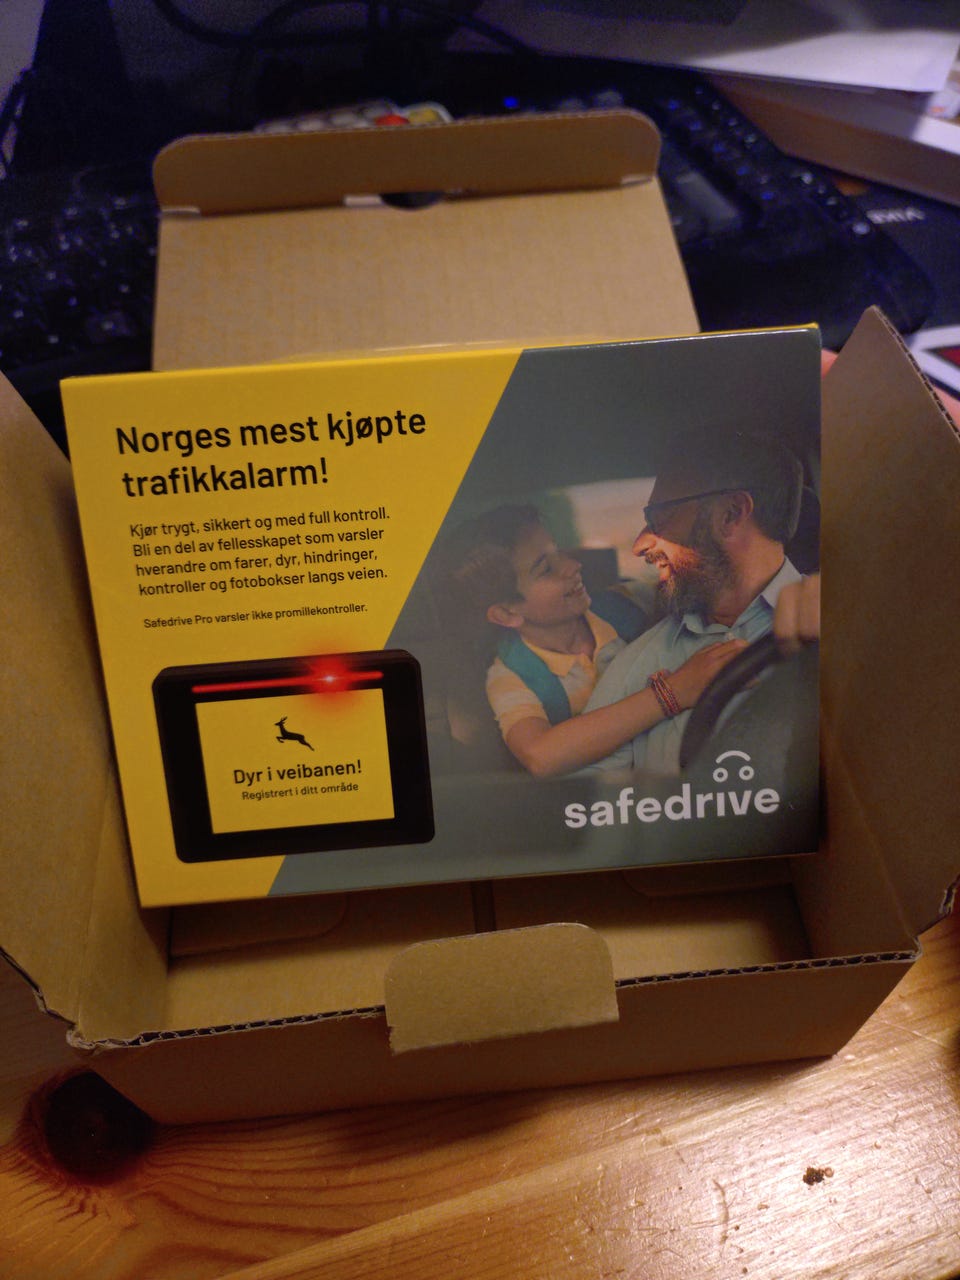 Norges mest kjøpte
trafikkalarm!
Kjør trygt, sikkert og med full kontroll.
Bli en del av fellesskapet som varsler
hverandre om farer, dyr, hindringer,
kontroller og fotobokser langs veien.
Safedrive Pro varsler ikke promillekontroller.
Dyr i veibanen!
Registrert i ditt område
safedrive